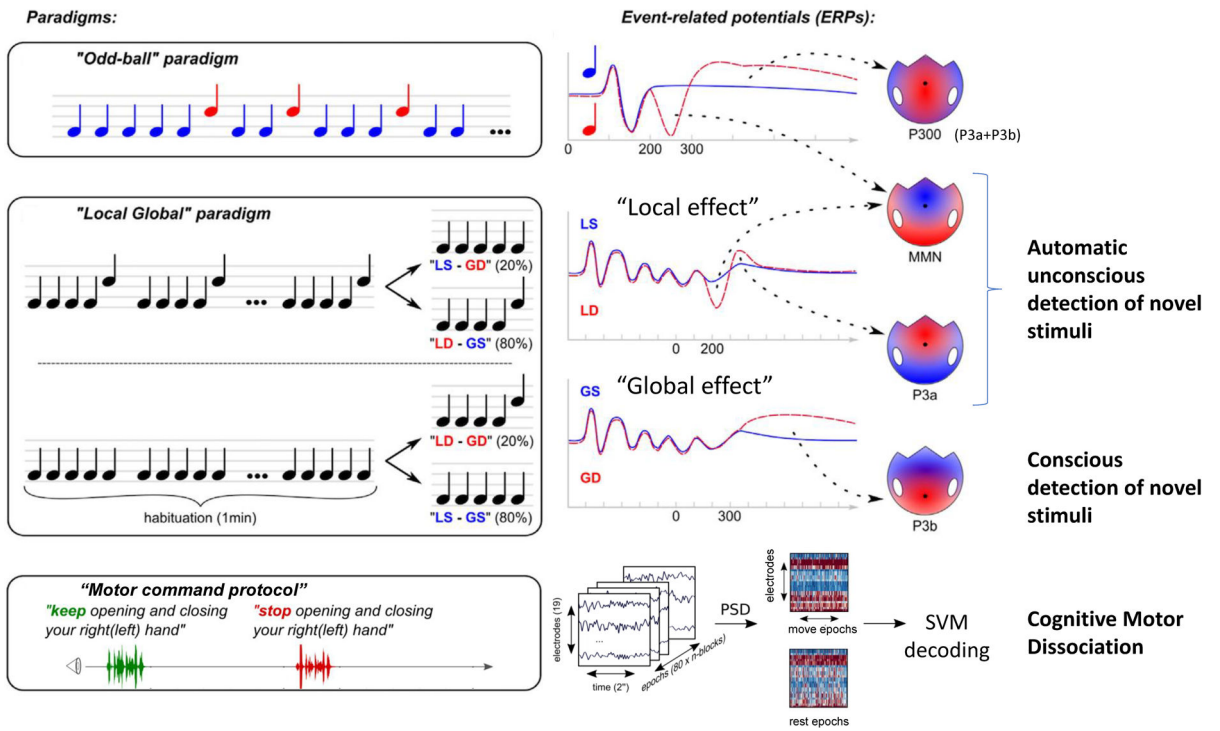 Paradigms:
Event-related potentials (ERPs):
"Odd-ball" paradigm
0
200
300
P300
(P3a+P3b)
"Local Global" paradigm
"LS - GD" (20%)
"LD - GS" (80%)
"LD - GD" (20%)
"LS - GS" (80%)
habituation (1min)
“Local effect”
LS
LD
0
200
MMN
P3a
Automatic
unconscious
detection of novel
stimuli
“Global effect”
GS
GD
0
300
P3b
Conscious
detection of novel
stimuli
“Motor command protocol”
"keep opening and closing
your right(left) hand"
"stop opening and closing
your right(left) hand"
electrodes (19)
...
time (2")
epochs (80 x n-blocks)
PSD
electrodes
move epochs
rest epochs
SVM
decoding
Cognitive Motor
Dissociation